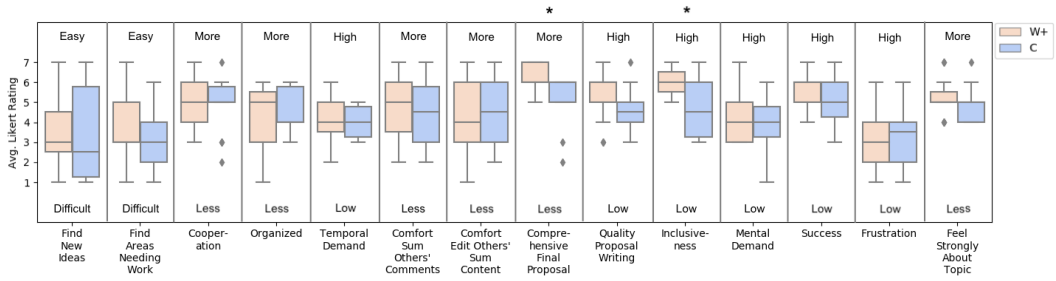 * *
Easy Easy More More High More More More High High High High High More
W+
C
7
6
5
4
3
2
1
Avg. Likert Rating
Difficult Difficult Less Less Low Less Less Less Low Low Low Low Low Less
Find
New
Ideas
Find
Areas
Needing
Work
Cooper-
ation
Organized
Temporal
Demand
Comfort
Sum
Others'
Comments
Comfort
Edit Others'
Sum
Content
Compre-
hensive
Final
Proposal
Quality
Proposal
Writing
Inclusive-
ness
Mental
Demand
Success
Frustration
Feel
Strongly
About
Topic